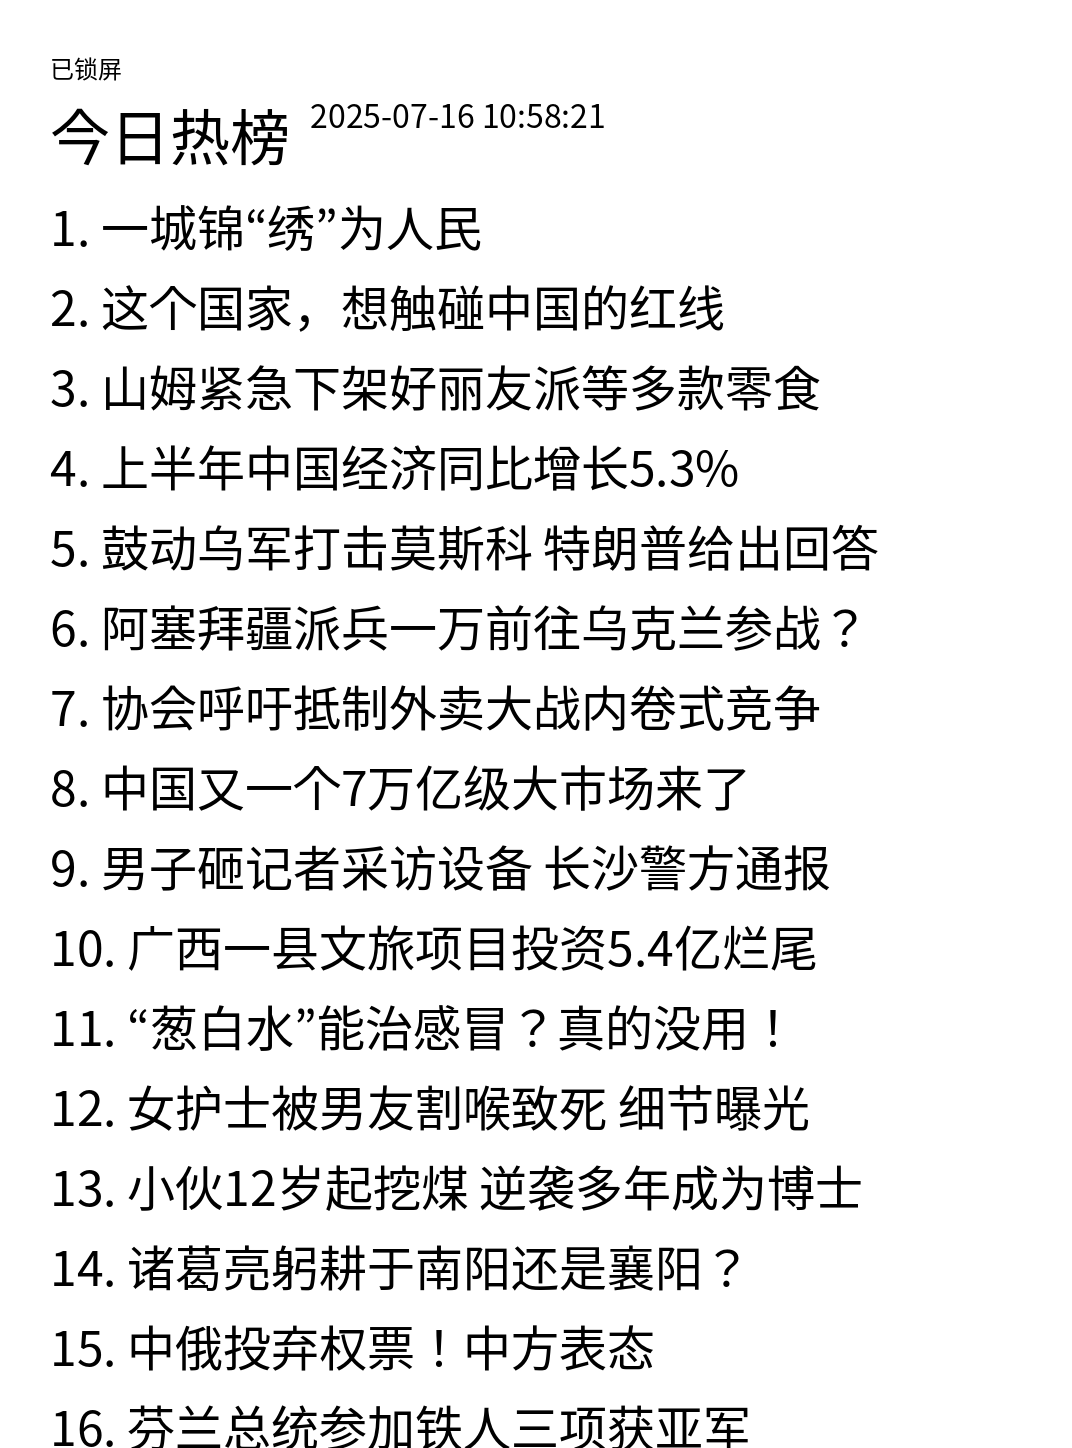 已锁屏
今日热榜 2025-07-16 10:58:21
1. 一城锦“绣”为人民
2. 这个国家，想触碰中国的红线
3. 山姆紧急下架好丽友派等多款零食
4. 上半年中国经济同比增长5.3%
5. 鼓动乌军打击莫斯科 特朗普给出回答
6. 阿塞拜疆派兵一万前往乌克兰参战？
7. 协会呼吁抵制外卖大战内卷式竞争
8. 中国又一个7万亿级大市场来了
9. 男子砸记者采访设备 长沙警方通报
10. 广西一县文旅项目投资5.4亿烂尾
11. “葱白水”能治感冒？真的没用！
12. 女护士被男友割喉致死 细节曝光
13. 小伙12岁起挖煤 逆袭多年成为博士
14. 诸葛亮躬耕于南阳还是襄阳？
15. 中俄投弃权票！中方表态
16. 芬兰总统参加铁人三项获亚军